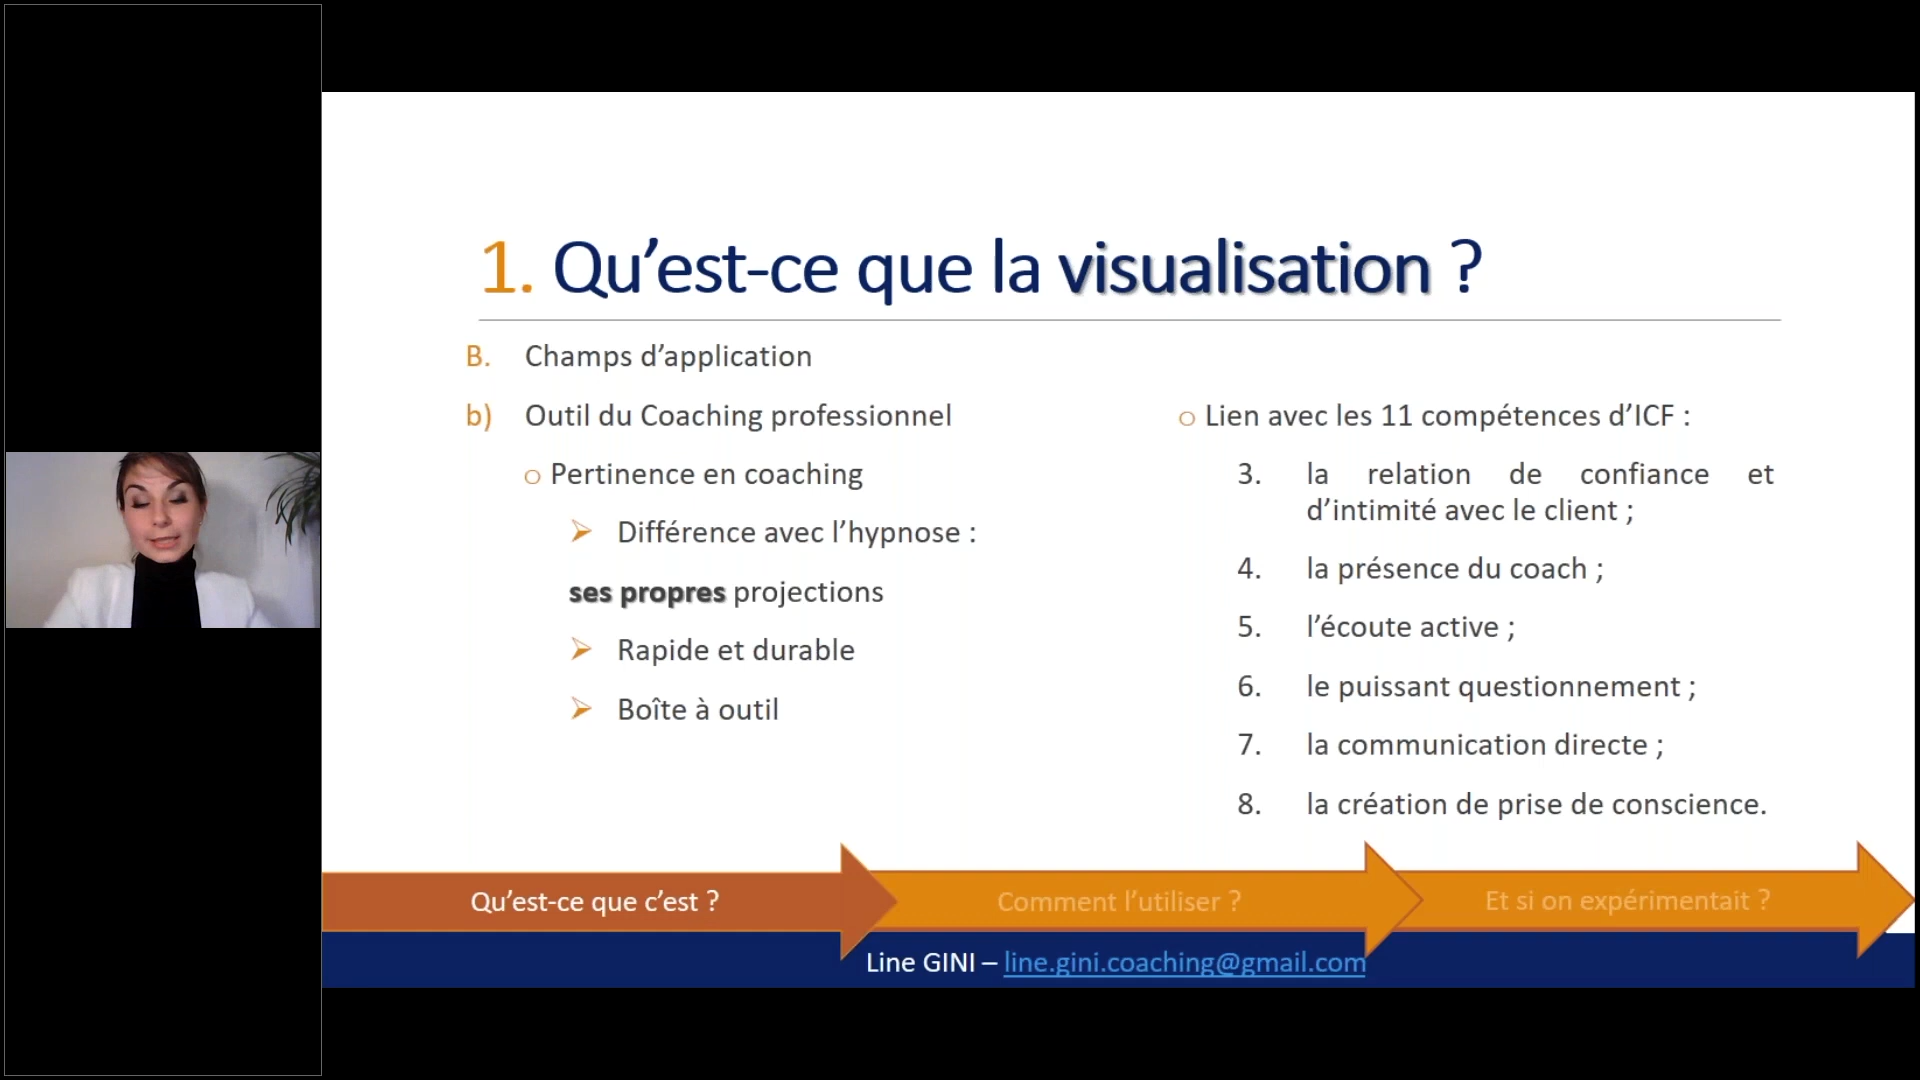 1. Qu’est-ce que la visualisation ?
B. Champs d’application
b) Outil du Coaching professionnel
o Pertinence en coaching
➢ Différence avec l’hypnose :
ses propres projections
➢ Rapide et durable
➢ Boîte à outil
o Lien avec les 11 compétences d’ICF :
3. la relation de confiance et
d’intimité avec le client ;
4. la présence du coach ;
5. l’écoute active ;
6. le puissant questionnement ;
7. la communication directe ;
8. la création de prise de conscience.
Qu’est-ce que c’est ?
Comment l’utiliser ?
Et si on expérimentait ?
Line GINI – line.gini.coaching@gmail.com